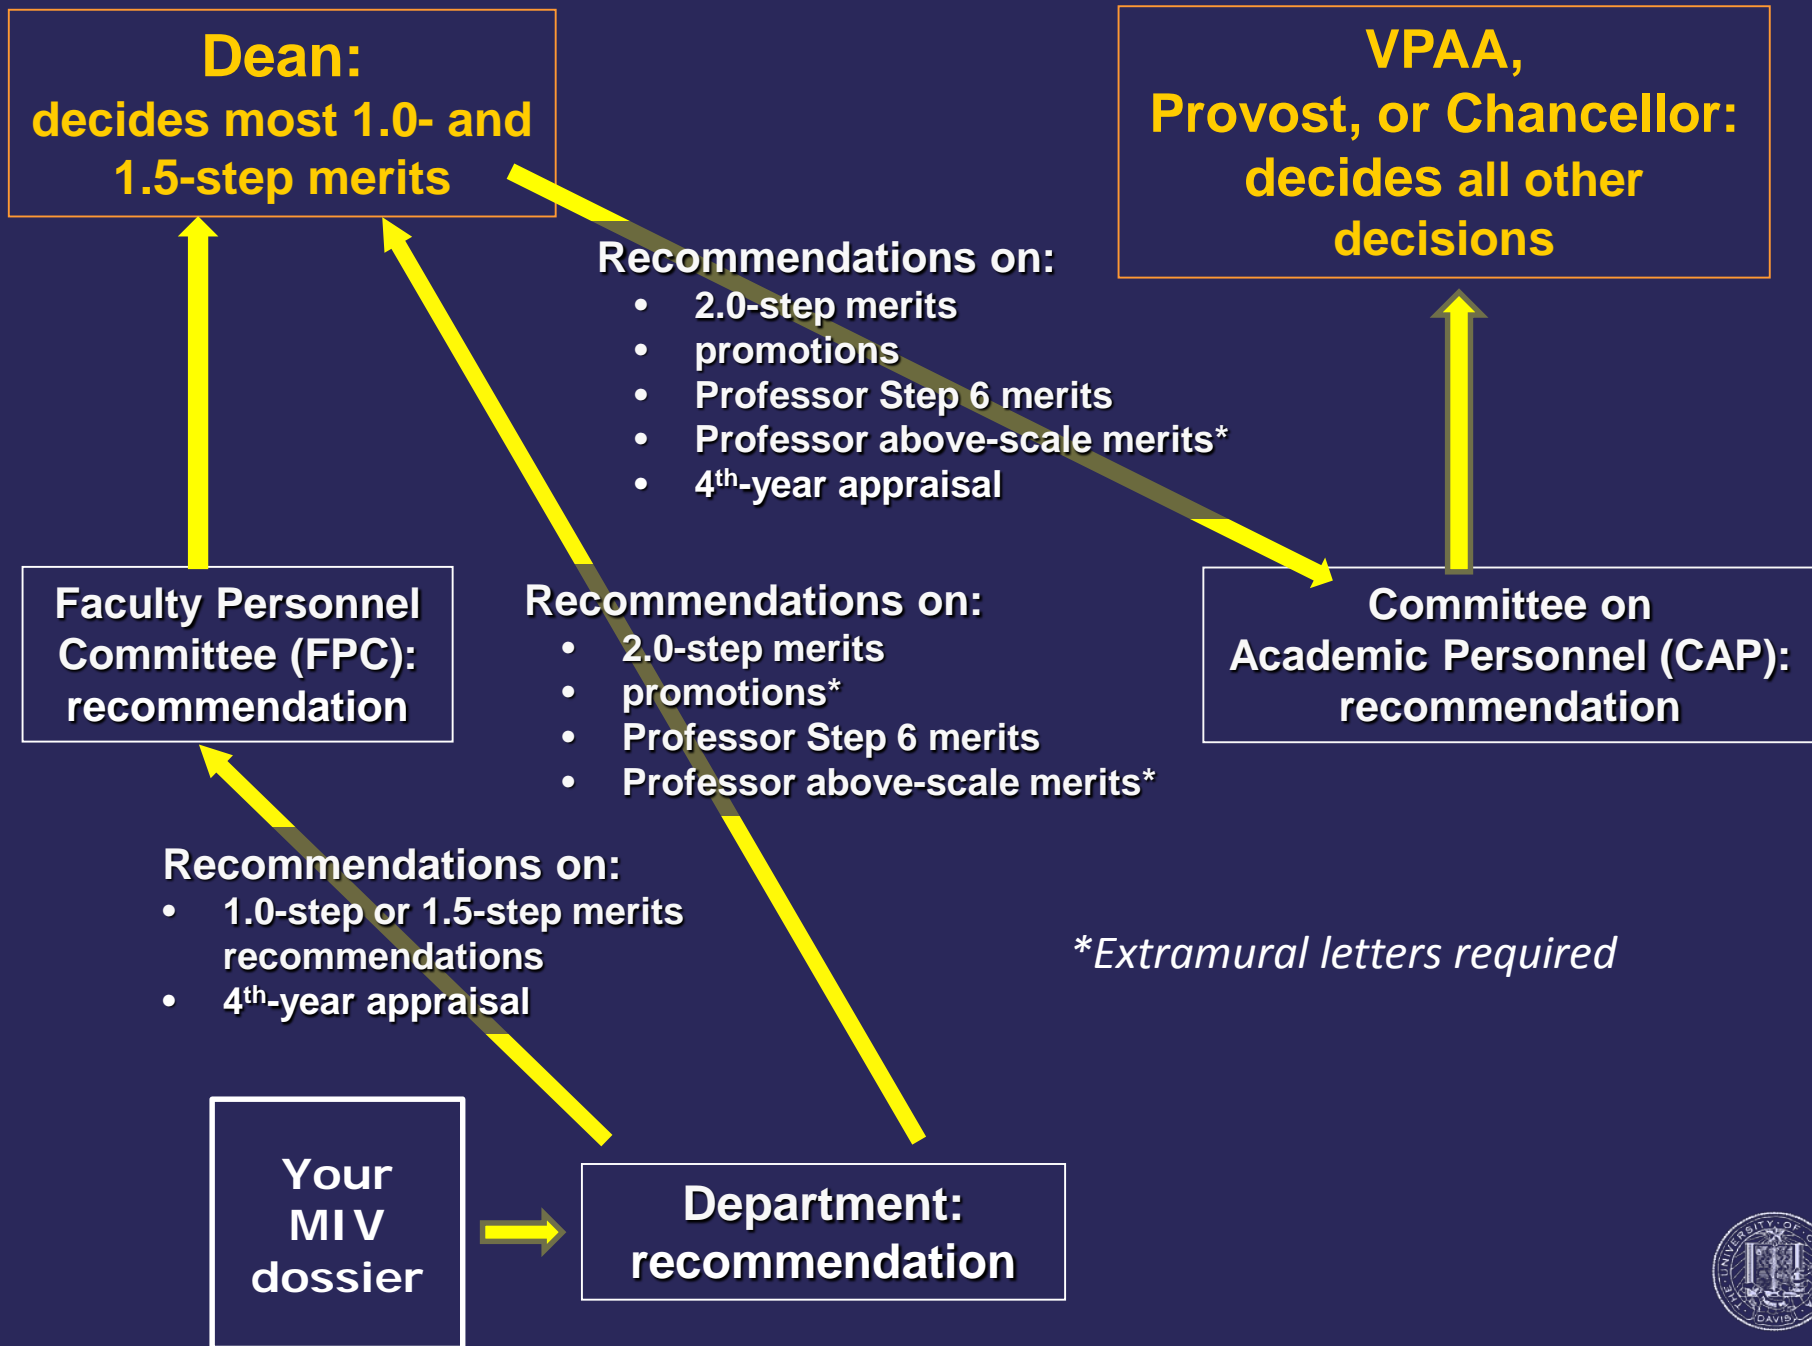 Dean:
decides most 1.0- and
1.5-step merits
VPAA,
Provost, or Chancellor:
decides all other
decisions
Recommendations on:
• 2.0-step merits
• promotions
• Professor Step 6 merits
• Professor above-scale merits*
• 4th-year appraisal
Faculty Personnel
Committee (FPC):
recommendation
Recommendations on:
• 2.0-step merits
• promotions*
• Professor Step 6 merits
• Professor above-scale merits*
Committee on
Academic Personnel (CAP):
recommendation
Recommendations on:
• 1.0-step or 1.5-step merits
recommendations
• 4th-year appraisal
*Extramural letters required
Your
MIV
dossier
Department:
recommendation
THE UNIVERSITY OF
DAVIS